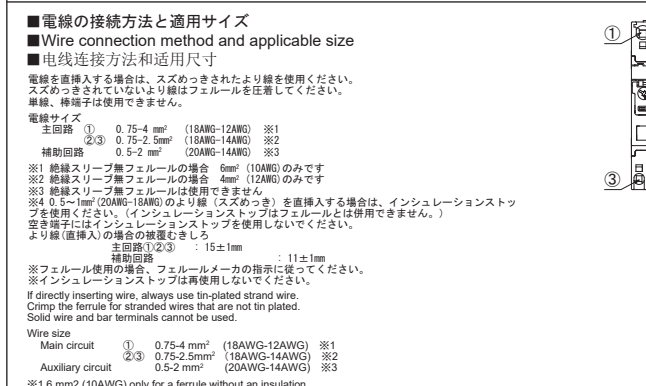 ■電線の接続方法と適用サイズ
■Wire connection method and applicable size
■电线连接方法和适用尺寸
電線を直挿入する場合は、スズめっきされたより線を使用ください。
スズめっきされていないより線はフェルールを圧着してください。
単線、棒端子は使用できません。
電線サイズ
主回路 ① 0.75-4 mm² (18AWG-12AWG) ※1
②③ 0.75-2.5mm² (18AWG-14AWG) ※2
補助回路 0.5-2 mm² (20AWG-14AWG) ※3
※1 絶縁スリーブ無フェルールの場合 6mm² (10AWG)のみです
※2 絶縁スリーブ無フェルールの場合 4mm² (12AWG)のみです
※3 絶縁スリーブ無フェルールは使用できません
※4 0.5~1mm²(20AWG-18AWG)のより線(スズめっき)を直挿入する場合は、インシュレーションストッ
プを使用ください。(インシュレーションストップはフェルールとは併用できません。)
空き端子にはインシュレーションストップを使用しないでください。
より線(直挿入)の場合の被覆むきしろ
主回路①②③ : 15±1mm
補助回路 : 11±1mm
※フェルール使用の場合、フェルールメーカの指示に従ってください。
※インシュレーションストップは再使用しないでください。
If directly inserting wire, always use tin-plated strand wire.
Crimp the ferrule for stranded wires that are not tin plated.
Solid wire and bar terminals cannot be used.
Wire size
Main circuit ① 0.75-4 mm² (18AWG-12AWG) ※1
②③ 0.75-2.5mm² (18AWG-14AWG) ※2
Auxiliary circuit 0.5-2 mm² (20AWG-14AWG) ※3
※1 6 mm2 (10AWG) only for a ferrule without an insulation
①
③